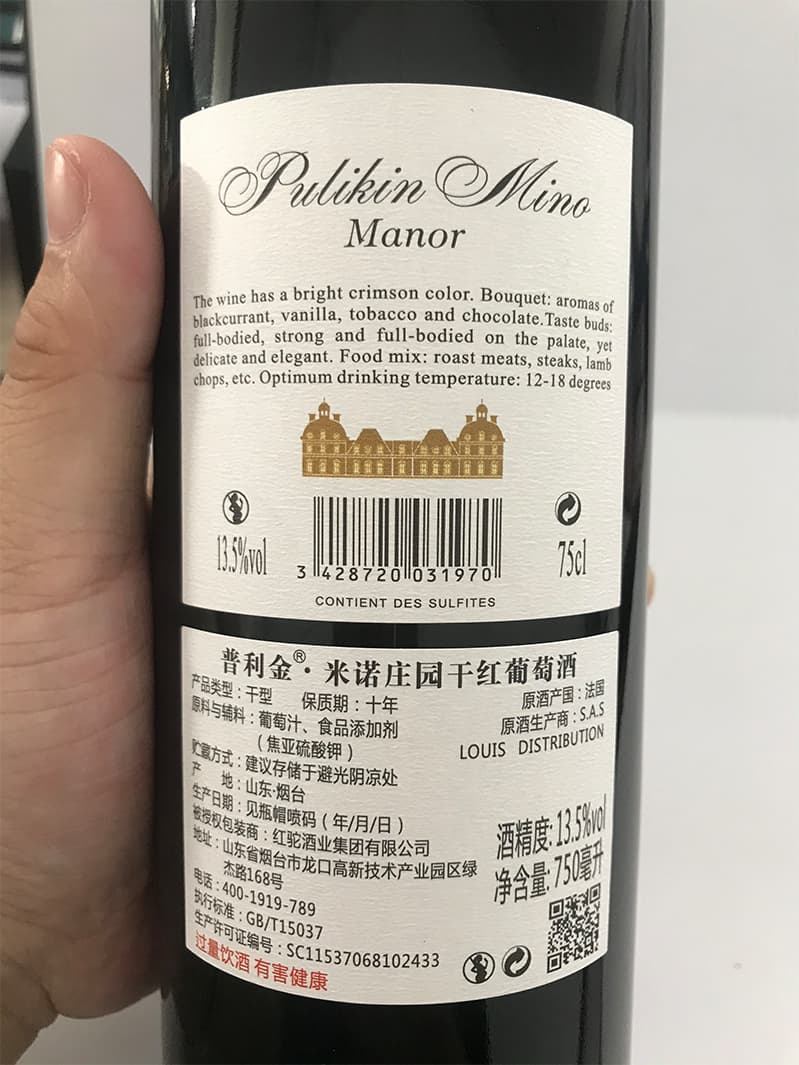 Pulikin Mino
Manor
The wine has a bright crimson color. Bouquet: aromas of
blackcurrant, vanilla, tobacco and chocolate.Taste buds:
full-bodied, strong and full-bodied on the palate, yet
delicate and elegant. Food mix: roast meats, steaks, lamb
chops, etc. Optimum drinking temperature: 12-18 degrees
13.5%vol
3 428720 031970
75cl
CONTIENT DES SULFITES
普利金®·米诺庄园干红葡萄酒
产品类型：干型 保质期：十年
原料与辅料：葡萄汁、食品添加剂
（焦亚硫酸钾）
贮藏方式：建议存储于避光阴凉处
产 地：山东·烟台
生产日期：见瓶帽喷码（年/月/日）
被授权包装商：红驼酒业集团有限公司
地址：山东省烟台市龙口高新技术产业园区绿
杰路168号
电话：400-1919-789
执行标准：GB/T15037
生产许可证编号：SC11537068102433
过量饮酒 有害健康
原酒产国：法国
原酒生产商：S.A.S
LOUIS DISTRIBUTION
酒精度：13.5%vol
净含量：750毫升